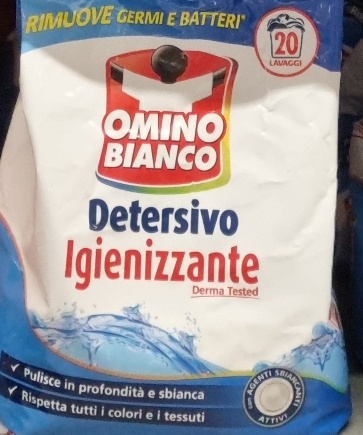 RIMUOVE GERMI E BATTERI*
20
LAVAGGI
OMINO
BIANCO
Detersivo
Igienizzante
Derma Tested
✓ Pulisce in profondità e sbianca
✓ Rispetta tutti i colori e i tessuti
con AGENTI SBIANCANTI ATTIVI